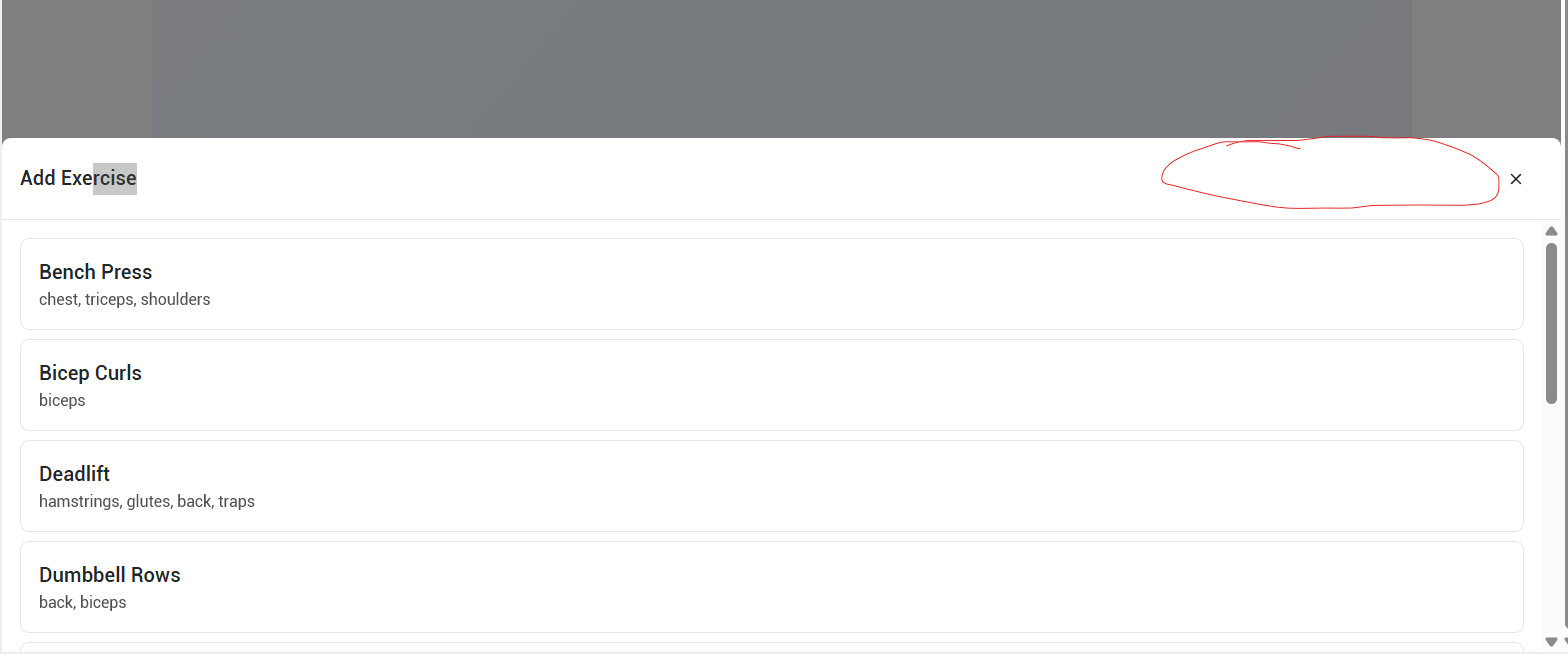 Add Exercise
Bench Press
chest, triceps, shoulders
Bicep Curls
biceps
Deadlift
hamstrings, glutes, back, traps
Dumbbell Rows
back, biceps